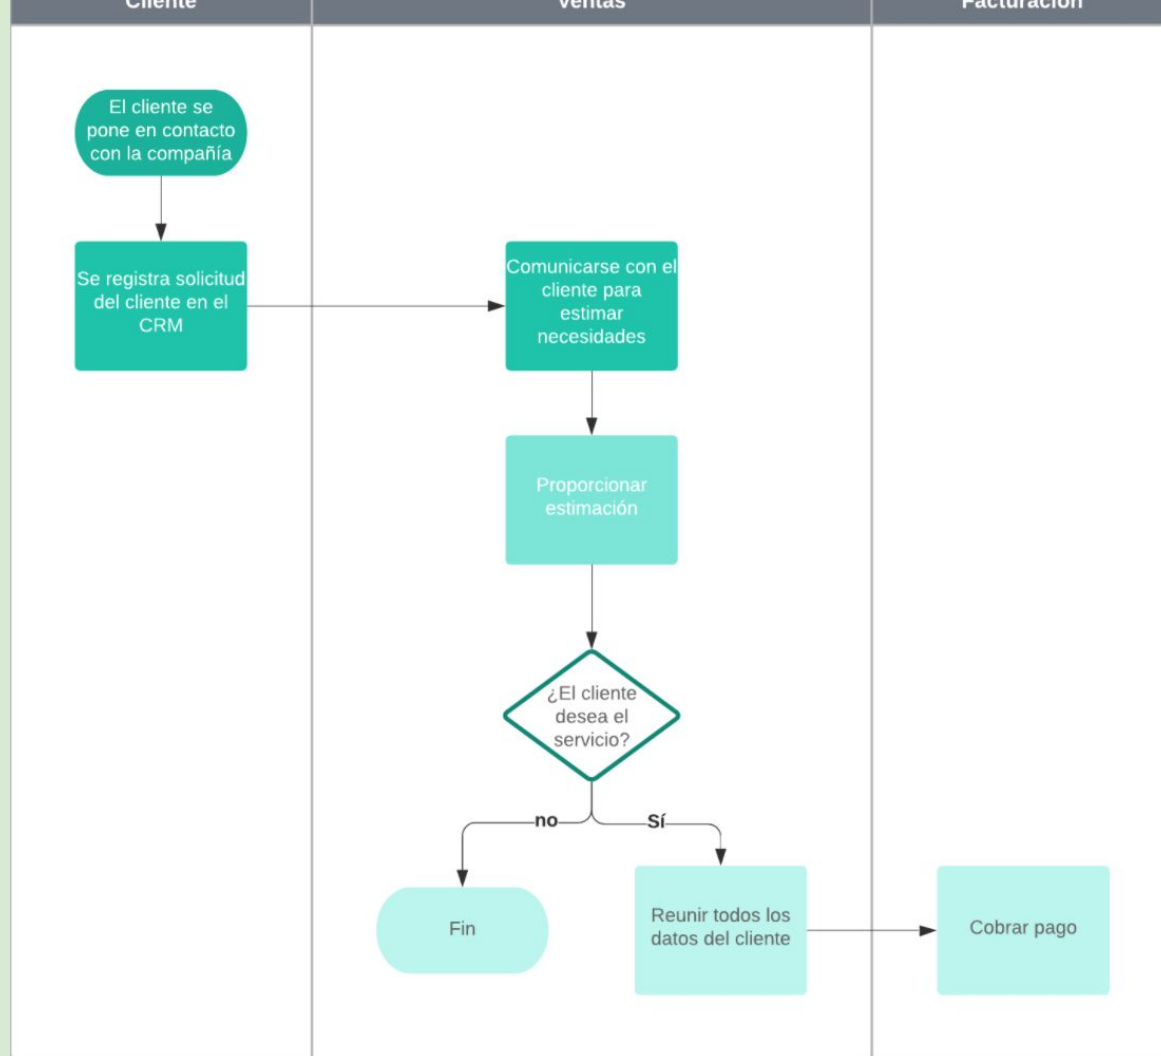 Cliente
Ventas
Facturación
El cliente se
pone en contacto
con la compañía
Se registra solicitud
del cliente en el
CRM
Comunicarse con el
cliente para
estimar
necesidades
Proporcionar
estimación
¿El cliente
desea el
servicio?
no
Sí
Fin
Reunir todos los
datos del cliente
Cobrar pago